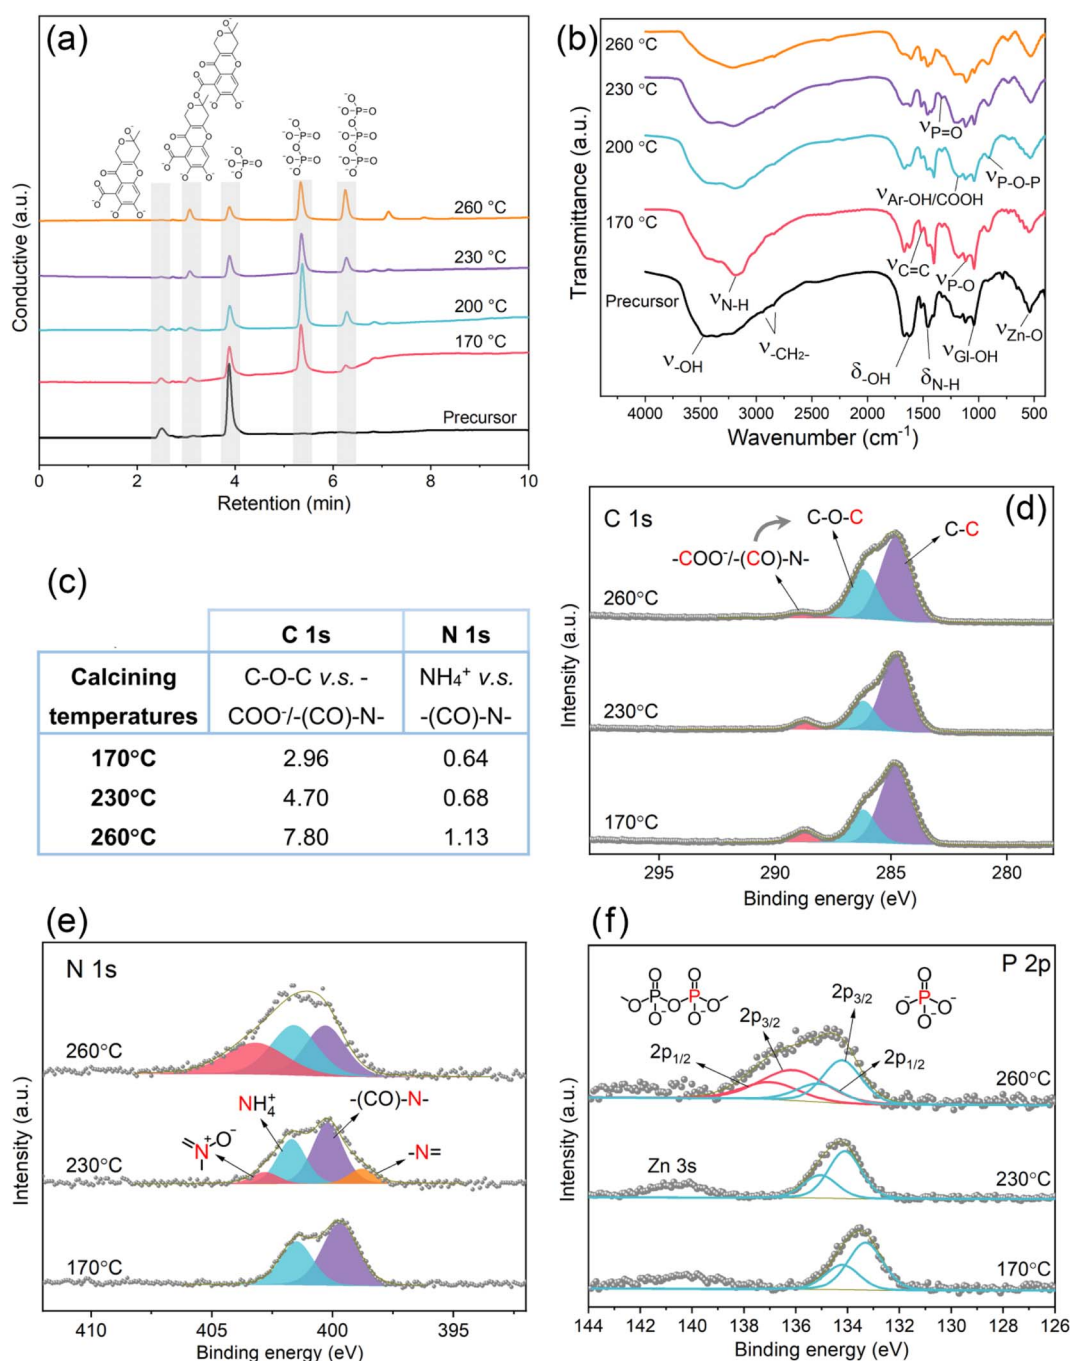 (a)
260 °C
230 °C
200 °C
170 °C
Precursor
Conductive (a.u.)
0 2 4 6 8 10
Retention (min)
(b)
260 °C
230 °C
νP=O
200 °C
νAr-OH/COOH
νP-O-P
170 °C
νC=C
νP-O
νN-H
Precursor
ν-OH
ν-CH2-
δ-OH
δN-H
νGl-OH
νZn-O
Transmittance (a.u.)
4000 3500 3000 2500 2000 1500 1000 500
Wavenumber (cm⁻¹)
(c)
C 1s N 1s
Calcining C-O-C v.s. - NH₄⁺ v.s.
temperatures COO⁻/-(CO)-N- -(CO)-N-
170°C 2.96 0.64
230°C 4.70 0.68
260°C 7.80 1.13
(d)
C 1s
C-O-C
C-C
-COO⁻/-(CO)-N-
260°C
230°C
170°C
Intensity (a.u.)
295 290 285 280
Binding energy (eV)
(e)
N 1s
260°C
NH₄⁺
-(CO)-N-
N⁺ O⁻
-N=
230°C
170°C
Intensity (a.u.)
410 405 400 395
Binding energy (eV)
(f)
P 2p
2p3/2
2p3/2
2p1/2
2p1/2
260°C
Zn 3s
230°C
170°C
Intensity (a.u.)
144 142 140 138 136 134 132 130 128 126
Binding energy (eV)